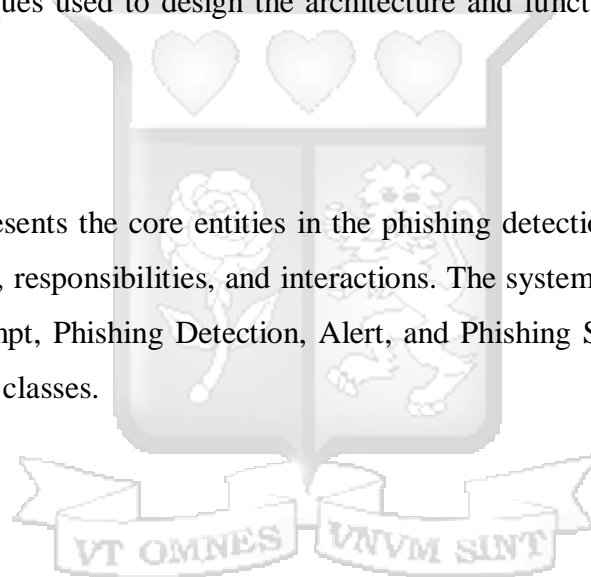 ues used to design the architecture and funct
esents the core entities in the phishing detectio
, responsibilities, and interactions. The system
npt, Phishing Detection, Alert, and Phishing S
classes.
VT OMNES VNVM SINT